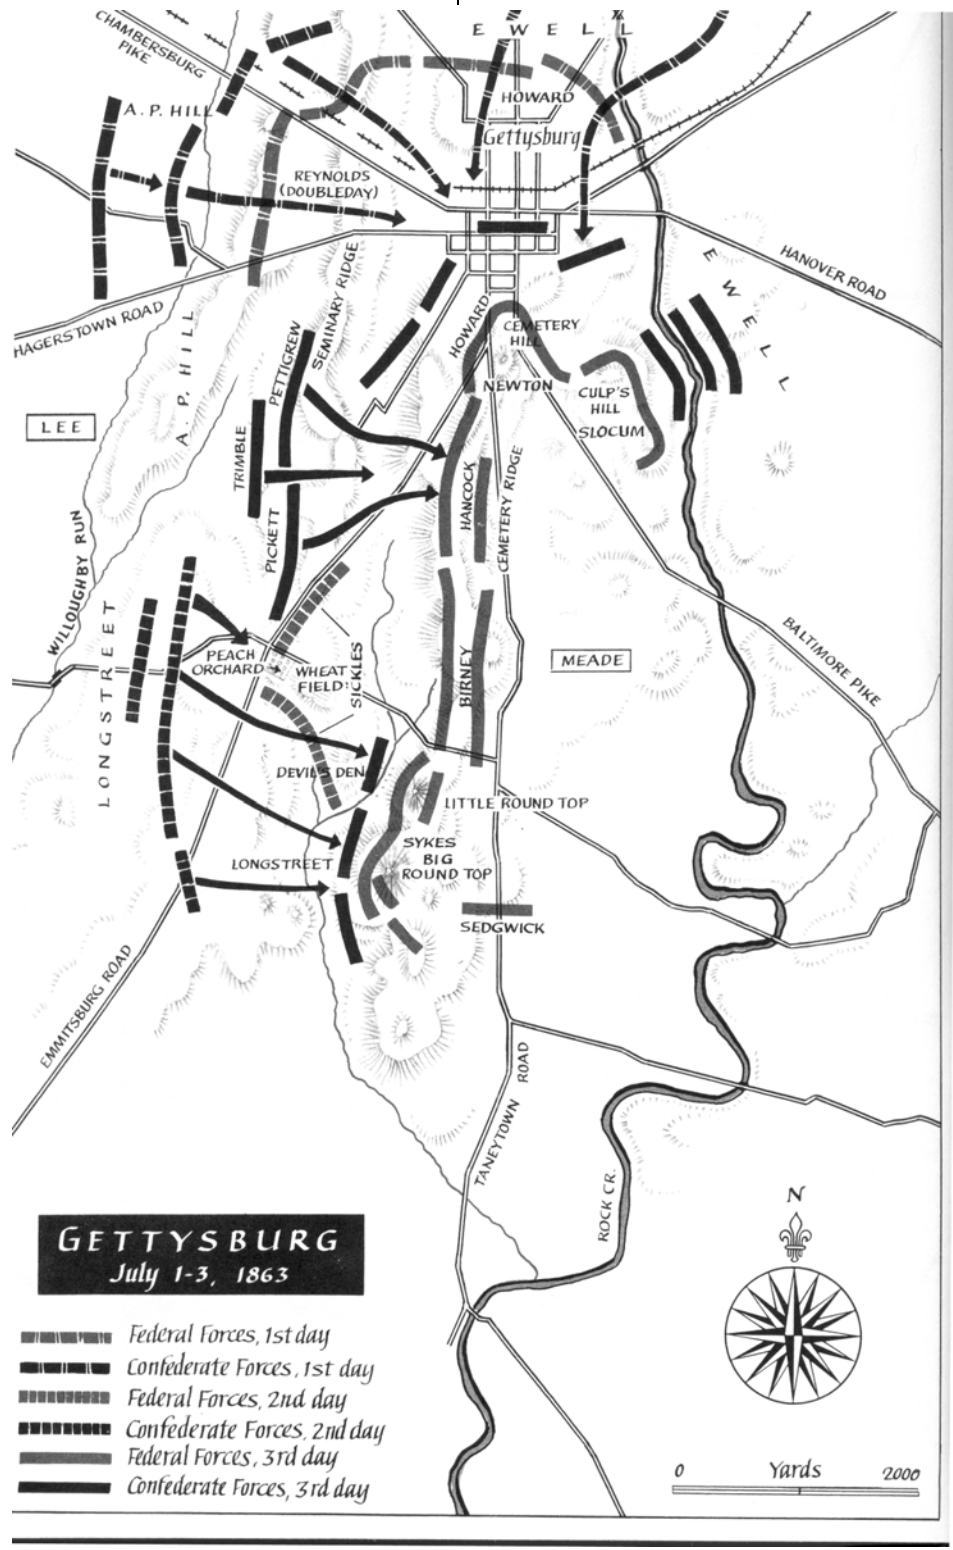 CHAMBERSBURG
PIKE
E W E L L
A. P. HILL
HOWARD
Gettysburg
REYNOLDS
(DOUBLEDAY)
HANOVER ROAD
HAGERSTOWN ROAD
SEMINARY RIDGE
E W E L L
A. P. HILL
PETTIGREW
HOWARD
CEMETERY
HILL
NEWTON
CULP'S
HILL
SLOCUM
LEE
TRIMBLE
HANCOCK
CEMETERY RIDGE
PICKETT
WILLOUGHBY RUN
LONGSTREET
PEACH
ORCHARD
WHEAT
FIELD
SICKLES
BIRNEY
MEADE
BALTIMORE PIKE
DEVIL'S DEN
LITTLE ROUND TOP
LONGSTREET
SYKES
BIG
ROUND TOP
SEDGWICK
EMMITSBURG ROAD
TANEYTOWN ROAD
ROCK CR.
N
GETTYSBURG
July 1-3, 1863
Federal Forces, 1st day
Confederate Forces, 1st day
Federal Forces, 2nd day
Confederate Forces, 2nd day
Federal Forces, 3rd day
Confederate Forces, 3rd day
0 Yards 2000